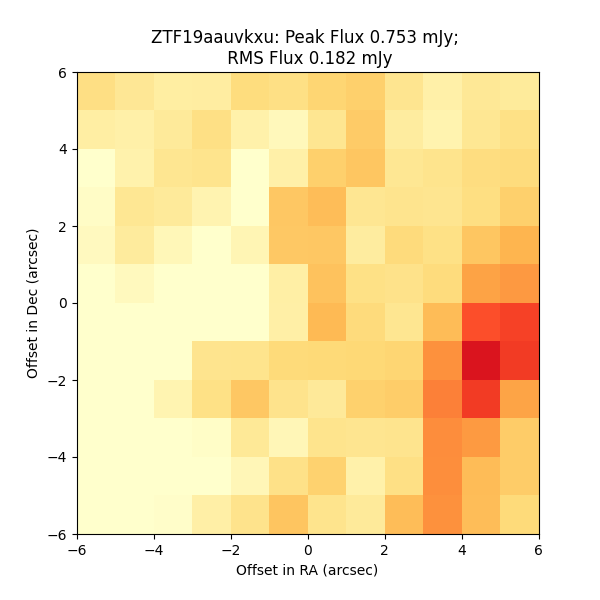 ZTF19aauvkxu: Peak Flux 0.753 mJy;
RMS Flux 0.182 mJy
6
4
2
0
−2
−4
−6
Offset in Dec (arcsec)
−6 −4 −2 0 2 4 6
Offset in RA (arcsec)